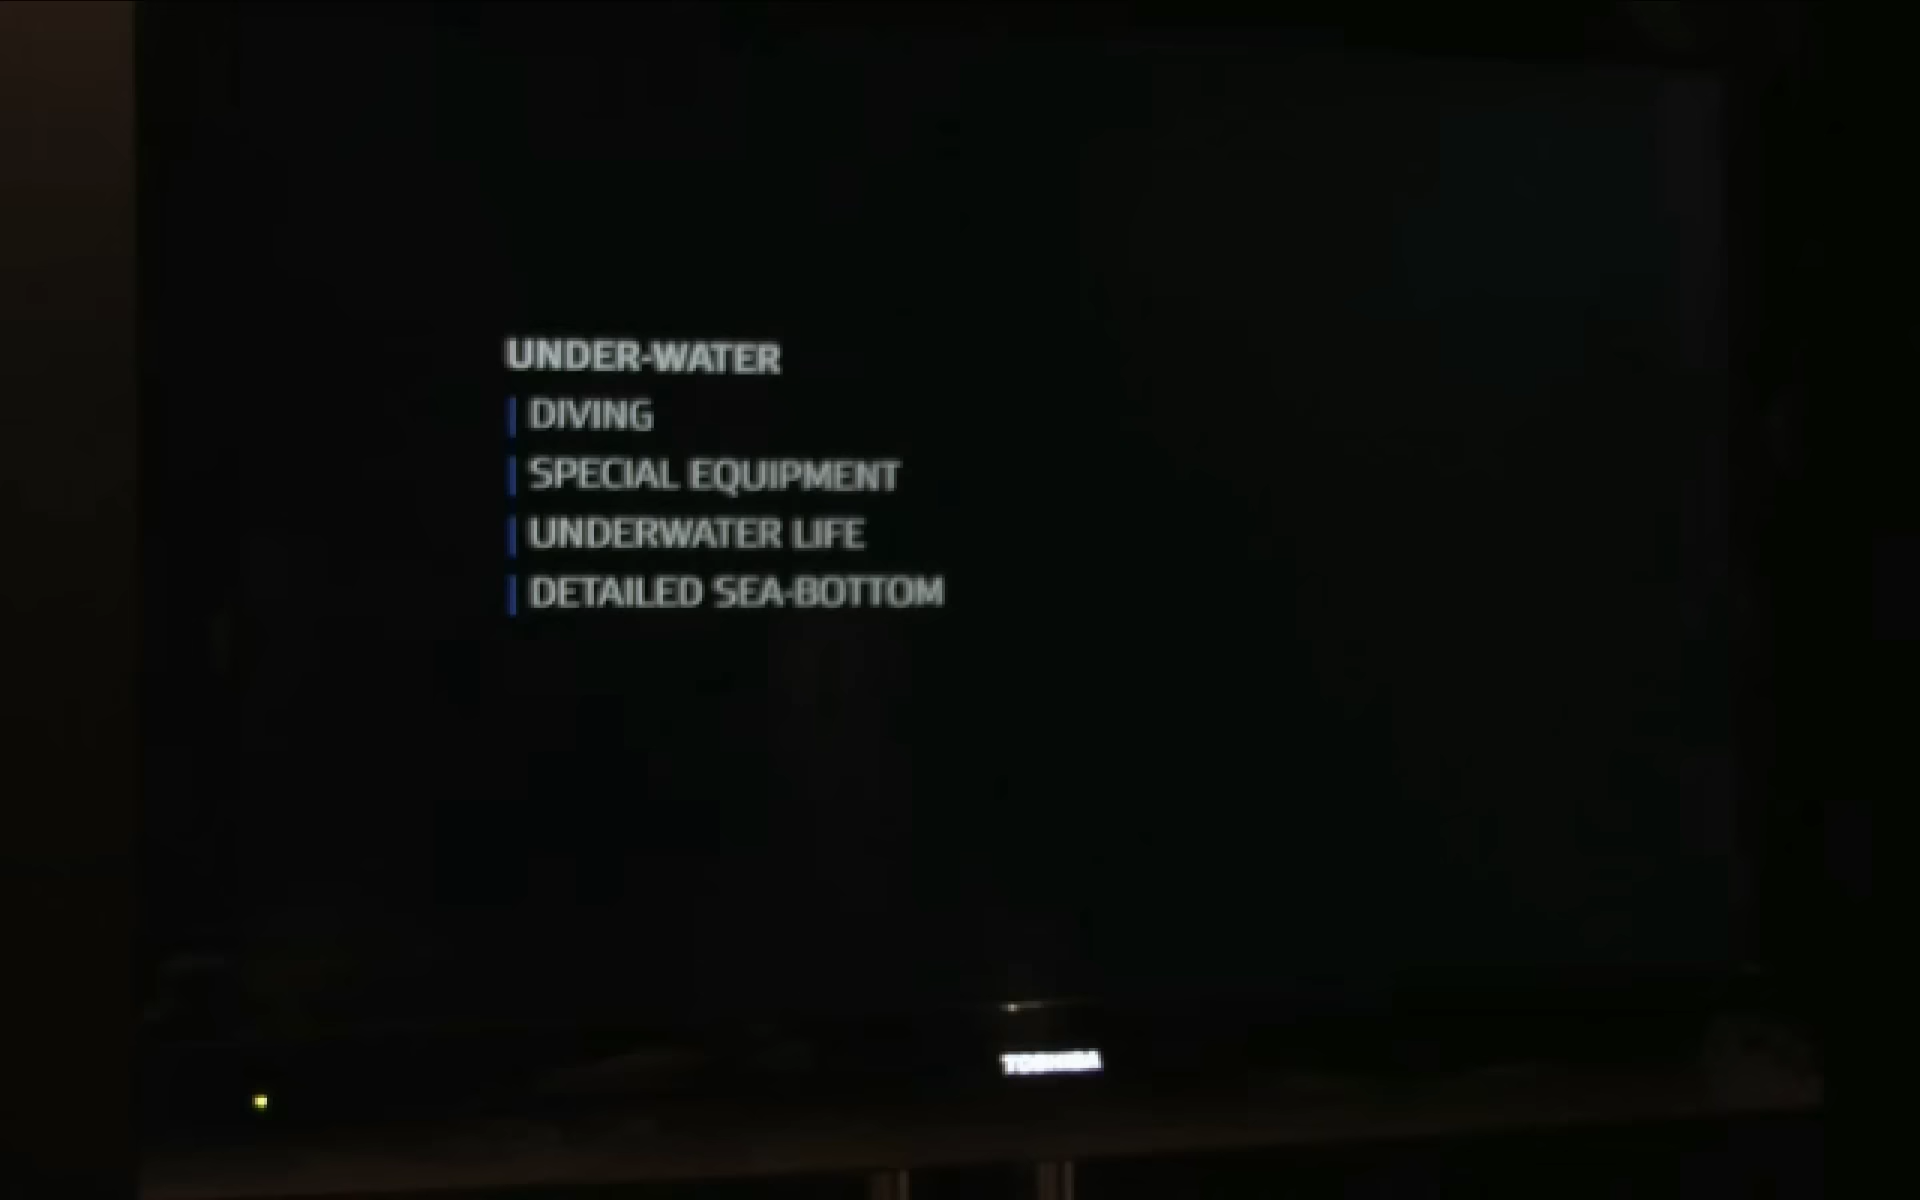 UNDER-WATER
DIVING
SPECIAL EQUIPMENT
UNDERWATER LIFE
DETAILED SEA-BOTTOM
TOSHIBA